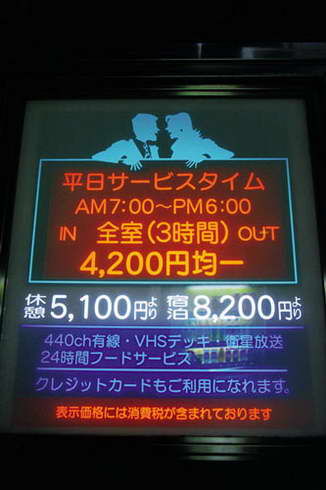 平日サービスタイム
AM7:00～PM6:00
IN 全室(3時間) OUT
4,200円均一
休憩5,100円より 宿泊8,200円より
440ch有線・VHSデッキ 衛星放送
24時間フードサービス
クレジットカードもご利用になれます。
表示価格には消費税が含まれております